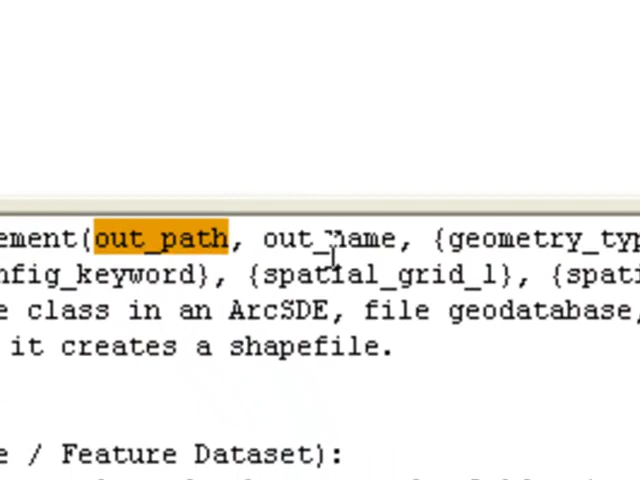 ement(out_path, out_name, {geometry_typ
nfig_keyword}, {spatial_grid_1}, {spati
e class in an ArcSDE, file geodatabase,
it creates a shapefile.
e / Feature Dataset):